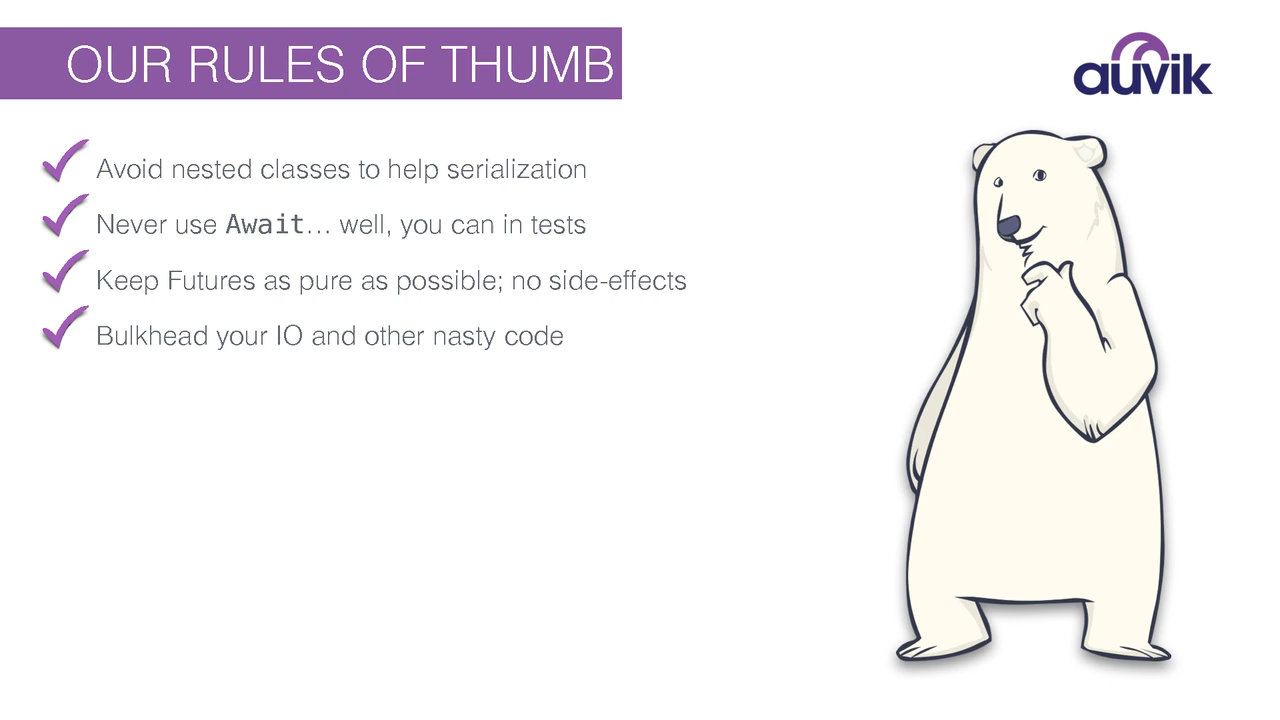 OUR RULES OF THUMB
auvik
Avoid nested classes to help serialization
Never use Await... well, you can in tests
Keep Futures as pure as possible; no side-effects
Bulkhead your IO and other nasty code